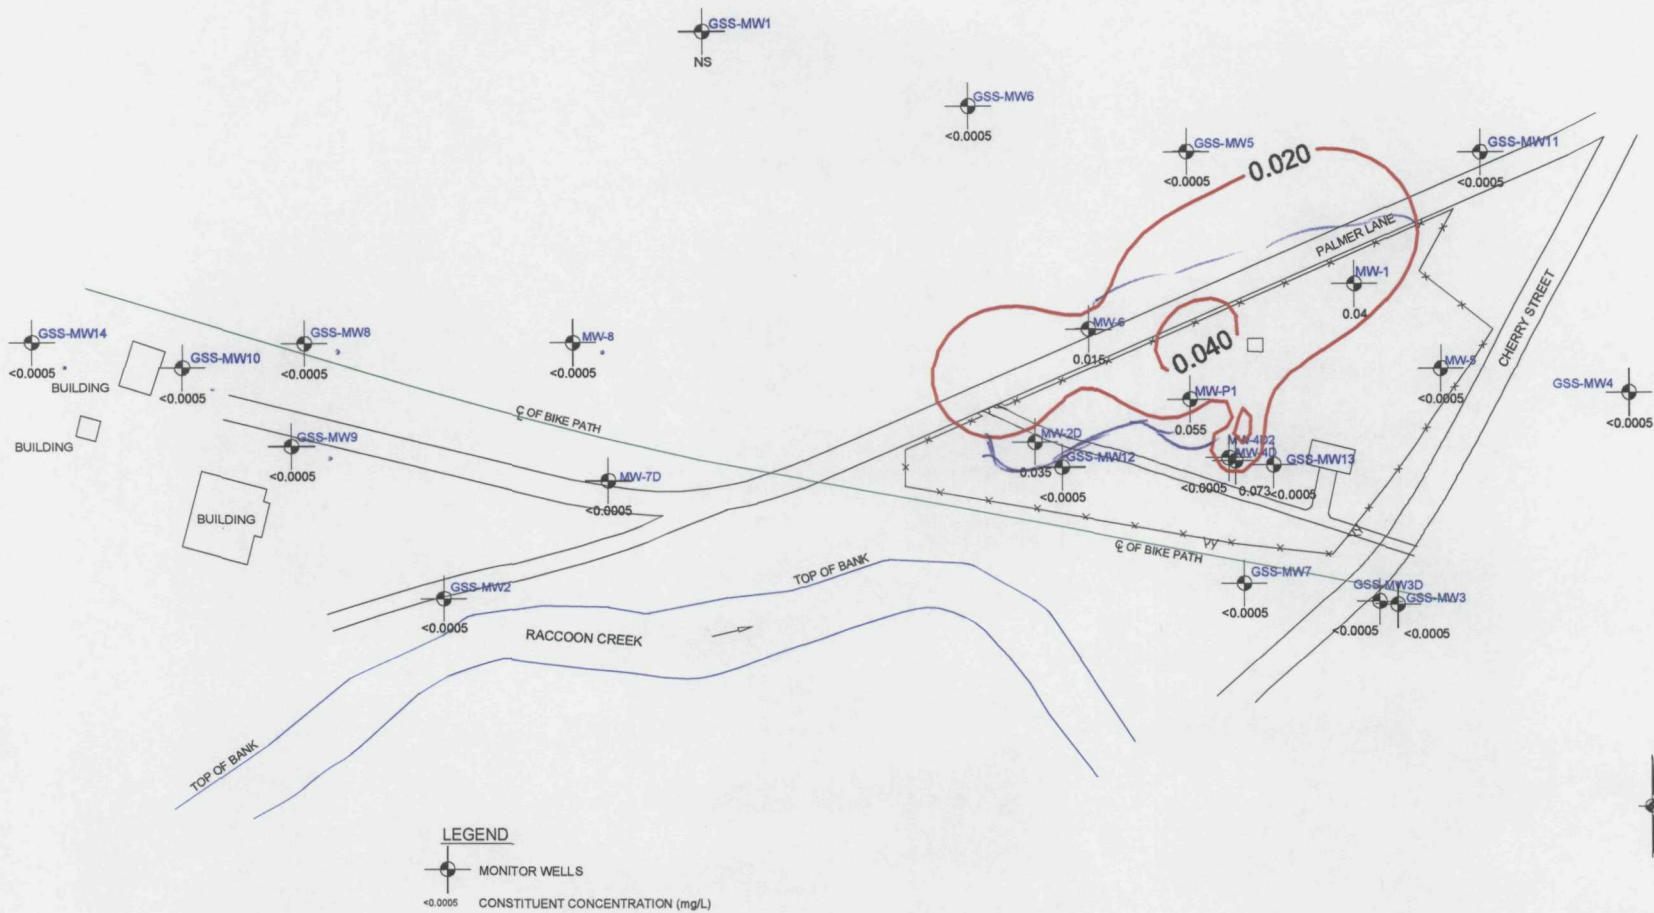 GSS-MW1
NS
GSS-MW6
<0.0005
GSS-MW5
<0.0005
0.020
GSS-MW11
<0.0005
PALMER LANE
MW-1
0.04
CHERRY STREET
GSS-MW14
<0.0005
BUILDING
GSS-MW10
<0.0005
GSS-MW8
<0.0005
MW-8
<0.0005
MW-6
0.015
0.040
MW-5
<0.0005
GSS-MW4
<0.0005
BUILDING
GSS-MW9
<0.0005
℄ OF BIKE PATH
MW-P1
0.055
MW-2D
0.035
GSS-MW12
<0.0005
MW-4D2
MW-4D
<0.0005
0.073
GSS-MW13
<0.0005
MW-7D
<0.0005
BUILDING
℄ OF BIKE PATH
GSS-MW2
<0.0005
TOP OF BANK
GSS-MW7
<0.0005
GSS-MW3D
<0.0005
GSS-MW3
<0.0005
RACCOON CREEK
TOP OF BANK
LEGEND
MONITOR WELLS
<0.0005 CONSTITUENT CONCENTRATION (mg/L)